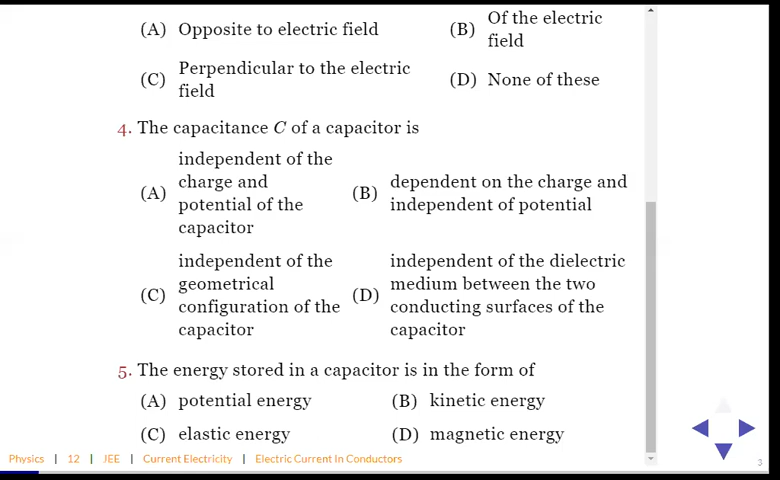 (A) Opposite to electric field
(B) Of the electric
field
(C) Perpendicular to the electric
field
(D) None of these
4. The capacitance C of a capacitor is
(A) independent of the
charge and
potential of the
capacitor
(B) dependent on the charge and
independent of potential
(C) independent of the
geometrical
configuration of the
capacitor
(D) independent of the dielectric
medium between the two
conducting surfaces of the
capacitor
5. The energy stored in a capacitor is in the form of
(A) potential energy
(B) kinetic energy
(C) elastic energy
(D) magnetic energy
Physics | 12 | JEE | Current Electricity | Electric Current In Conductors
3